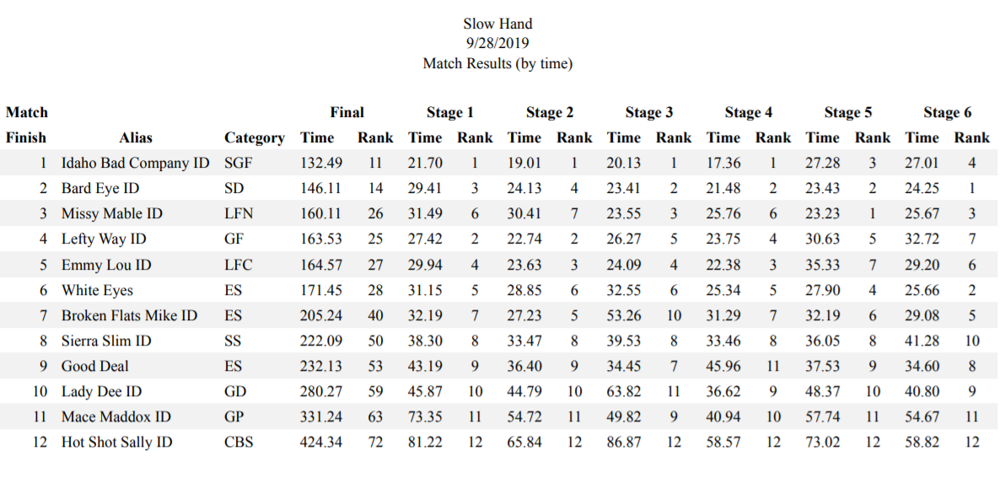 Slow Hand
9/28/2019
Match Results (by time)
Match Final Stage 1 Stage 2 Stage 3 Stage 4 Stage 5 Stage 6
Finish Alias Category Time Rank Time Rank Time Rank Time Rank Time Rank Time Rank Time Rank
1 Idaho Bad Company ID SGF 132.49 11 21.70 1 19.01 1 20.13 1 17.36 1 27.28 3 27.01 4
2 Bard Eye ID SD 146.11 14 29.41 3 24.13 4 23.41 2 21.48 2 23.43 2 24.25 1
3 Missy Mable ID LFN 160.11 26 31.49 6 30.41 7 23.55 3 25.76 6 23.23 1 25.67 3
4 Lefty Way ID GF 163.53 25 27.42 2 22.74 2 26.27 5 23.75 4 30.63 5 32.72 7
5 Emmy Lou ID LFC 164.57 27 29.94 4 23.63 3 24.09 4 22.38 3 35.33 7 29.20 6
6 White Eyes ES 171.45 28 31.15 5 28.85 6 32.55 6 25.34 5 27.90 4 25.66 2
7 Broken Flats Mike ID ES 205.24 40 32.19 7 27.23 5 53.26 10 31.29 7 32.19 6 29.08 5
8 Sierra Slim ID SS 222.09 50 38.30 8 33.47 8 39.53 8 33.46 8 36.05 8 41.28 10
9 Good Deal ES 232.13 53 43.19 9 36.40 9 34.45 7 45.96 11 37.53 9 34.60 8
10 Lady Dee ID GD 280.27 59 45.87 10 44.79 10 63.82 11 36.62 9 48.37 10 40.80 9
11 Mace Maddox ID GP 331.24 63 73.35 11 54.72 11 49.82 9 40.94 10 57.74 11 54.67 11
12 Hot Shot Sally ID CBS 424.34 72 81.22 12 65.84 12 86.87 12 58.57 12 73.02 12 58.82 12